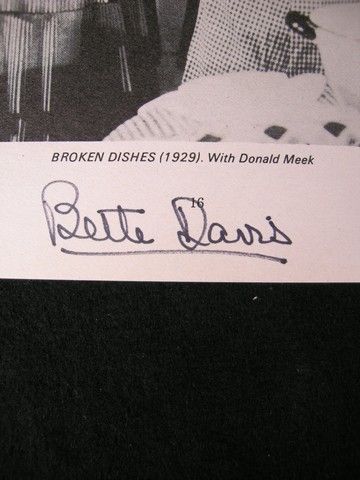 BROKEN DISHES (1929). With Donald Meek
16
Bette Davis